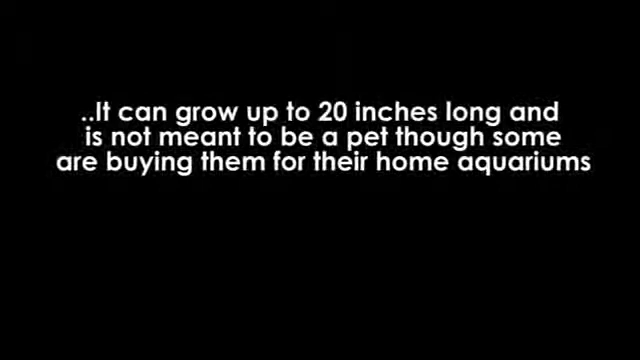 ..It can grow up to 20 inches long and
is not meant to be a pet though some
are buying them for their home aquariums